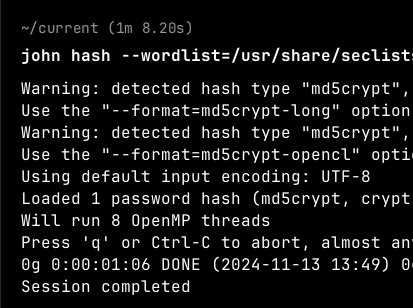 ~/current (1m 8.20s)
john hash --wordlist=/usr/share/seclists
Warning: detected hash type "md5crypt",
Use the "--format=md5crypt-long" option
Warning: detected hash type "md5crypt",
Use the "--format=md5crypt-opencl"
Using default input encoding: UTF-8
Loaded 1 password hash (md5crypt, crypt
Will run 8 OpenMP threads
Press 'q' or Ctrl-C to abort, almost
0g 0:00:01:06 DONE (2024-11-13 13:49)
Session completed